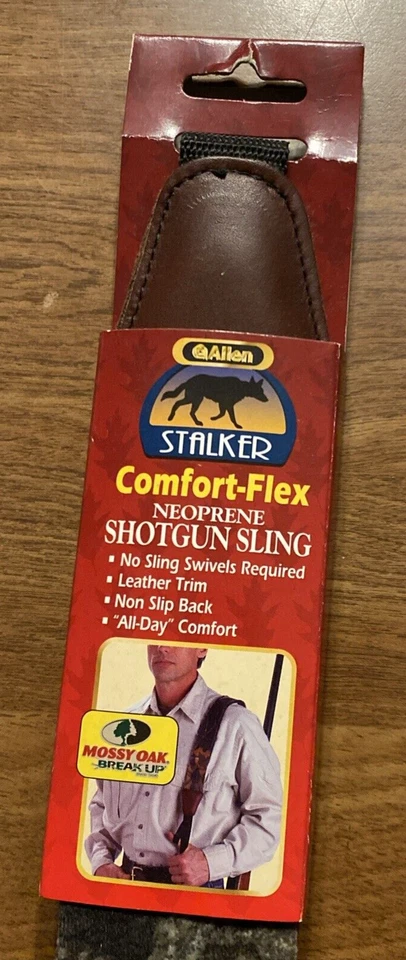 Allen
STALKER
Comfort-Flex
NEOPRENE
SHOTGUN SLING
▪ No Sling Swivels Required
▪ Leather Trim
▪ Non Slip Back
▪ "All-Day" Comfort
MOSSY OAK.
BREAK UP